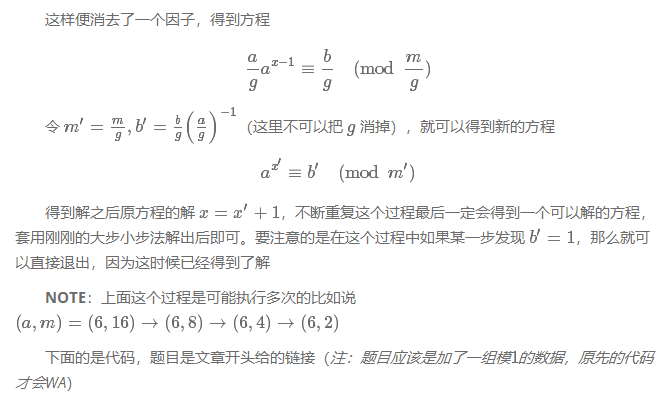 这样便消去了一个因子，得到方程
$$\frac{a}{g}a^{x-1} \equiv \frac{b}{g} \pmod{\frac{m}{g}}$$
令 $m' = \frac{m}{g}, b' = \frac{b}{g}\left(\frac{a}{g}\right)^{-1}$（这里不可以把 $g$ 消掉），就可以得到新的方程
$$a^{x'} \equiv b' \pmod{m'}$$
得到解之后原方程的解 $x = x' + 1$，不断重复这个过程最后一定会得到一个可以解的方程，
套用刚刚的大步小步法解出后即可。要注意的是在这个过程中如果某一步发现 $b' = 1$，那么就可
以直接退出，因为这时候已经得到了解
NOTE：上面这个过程是可能执行多次的比如说
$(a, m) = (6, 16) \to (6, 8) \to (6, 4) \to (6, 2)$
下面的是代码，题目是文章开头给的链接（注：题目应该是加了一组模1的数据，原先的代码
才会WA）